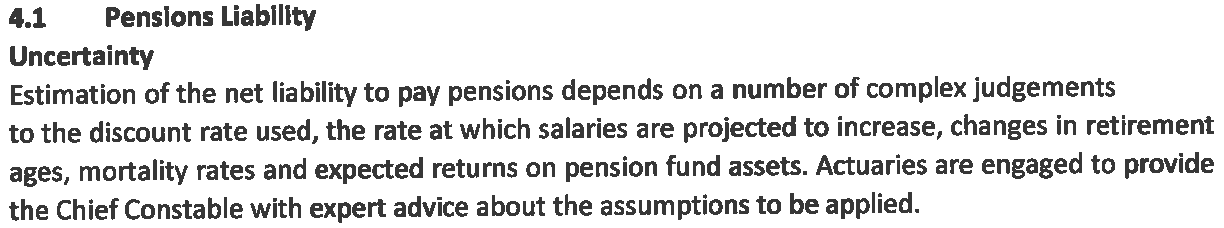 4.1 Pensions Liability
Uncertainty
Estimation of the net liability to pay pensions depends on a number of complex judgements
to the discount rate used, the rate at which salaries are projected to increase, changes in retirement
ages, mortality rates and expected returns on pension fund assets. Actuaries are engaged to provide
the Chief Constable with expert advice about the assumptions to be applied.